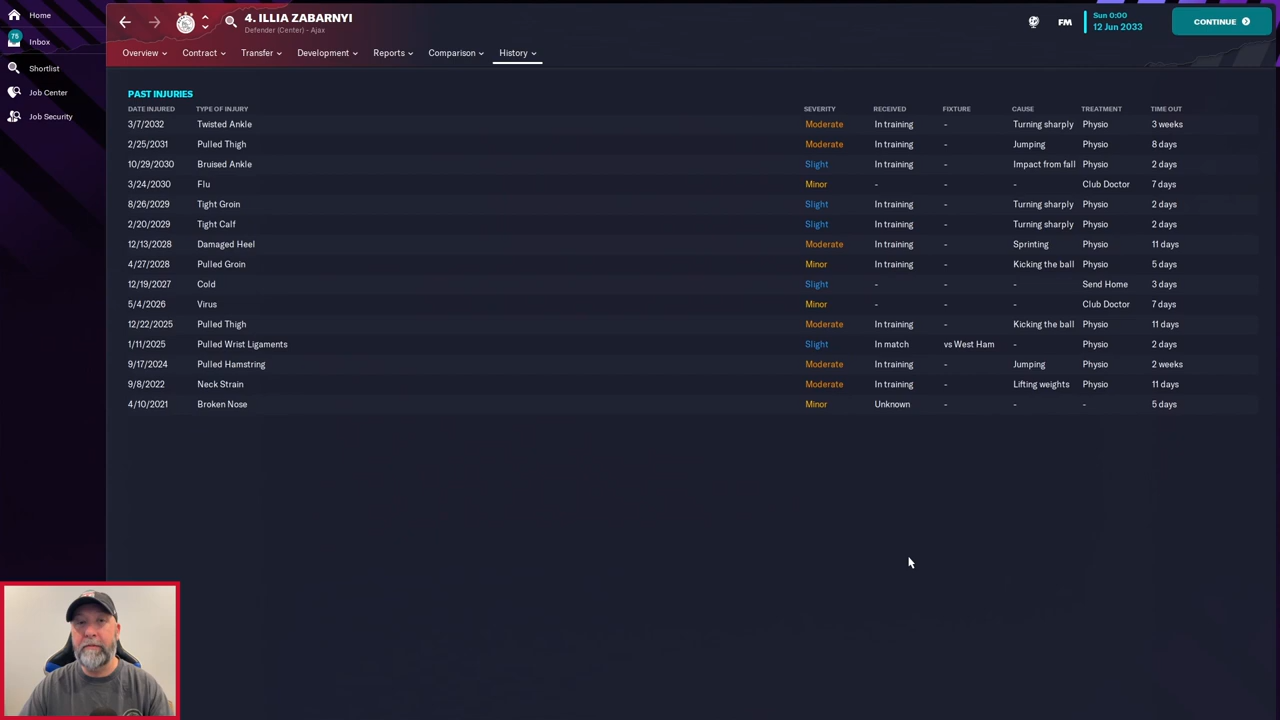 Home
75
Inbox
Shortlist
Job Center
Job Security
4. ILLIA ZABARNYI
Defender (Center) - Ajax
FM
Sun 0:00
12 Jun 2033
CONTINUE
Overview Contract Transfer Development Reports Comparison History
PAST INJURIES
DATE INJURED TYPE OF INJURY SEVERITY RECEIVED FIXTURE CAUSE TREATMENT TIME OUT
3/7/2032 Twisted Ankle Moderate In training - Turning sharply Physio 3 weeks
2/25/2031 Pulled Thigh Moderate In training - Jumping Physio 8 days
10/29/2030 Bruised Ankle Slight In training - Impact from fall Physio 2 days
3/24/2030 Flu Minor - - - Club Doctor 7 days
8/26/2029 Tight Groin Slight In training - Turning sharply Physio 2 days
2/20/2029 Tight Calf Slight In training - Turning sharply Physio 2 days
12/13/2028 Damaged Heel Moderate In training - Sprinting Physio 11 days
4/27/2028 Pulled Groin Minor In training - Kicking the ball Physio 5 days
12/19/2027 Cold Slight - - - Send Home 3 days
5/4/2026 Virus Minor - - - Club Doctor 7 days
12/22/2025 Pulled Thigh Moderate In training - Kicking the ball Physio 11 days
1/11/2025 Pulled Wrist Ligaments Slight In match vs West Ham - Physio 2 days
9/17/2024 Pulled Hamstring Moderate In training - Jumping Physio 2 weeks
9/8/2022 Neck Strain Moderate In training - Lifting weights Physio 11 days
4/10/2021 Broken Nose Minor Unknown - - - 5 days